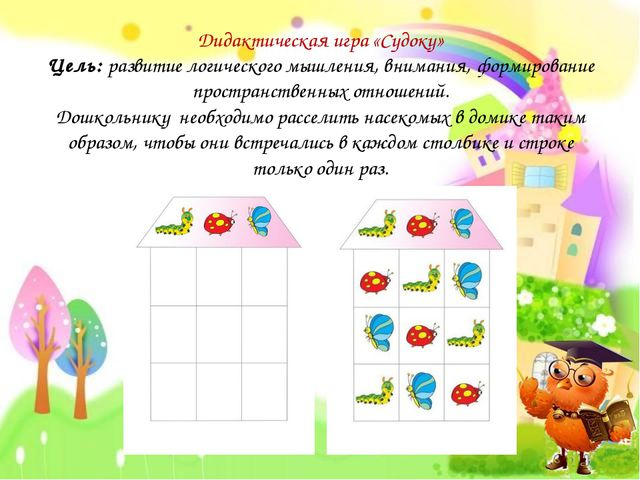 Дидактическая игра «Судоку»
Цель: развитие логического мышления, внимания, формирование
пространственных отношений.
Дошкольнику необходимо расселить насекомых в домике таким
образом, чтобы они встречались в каждом столбике и строке
только один раз.